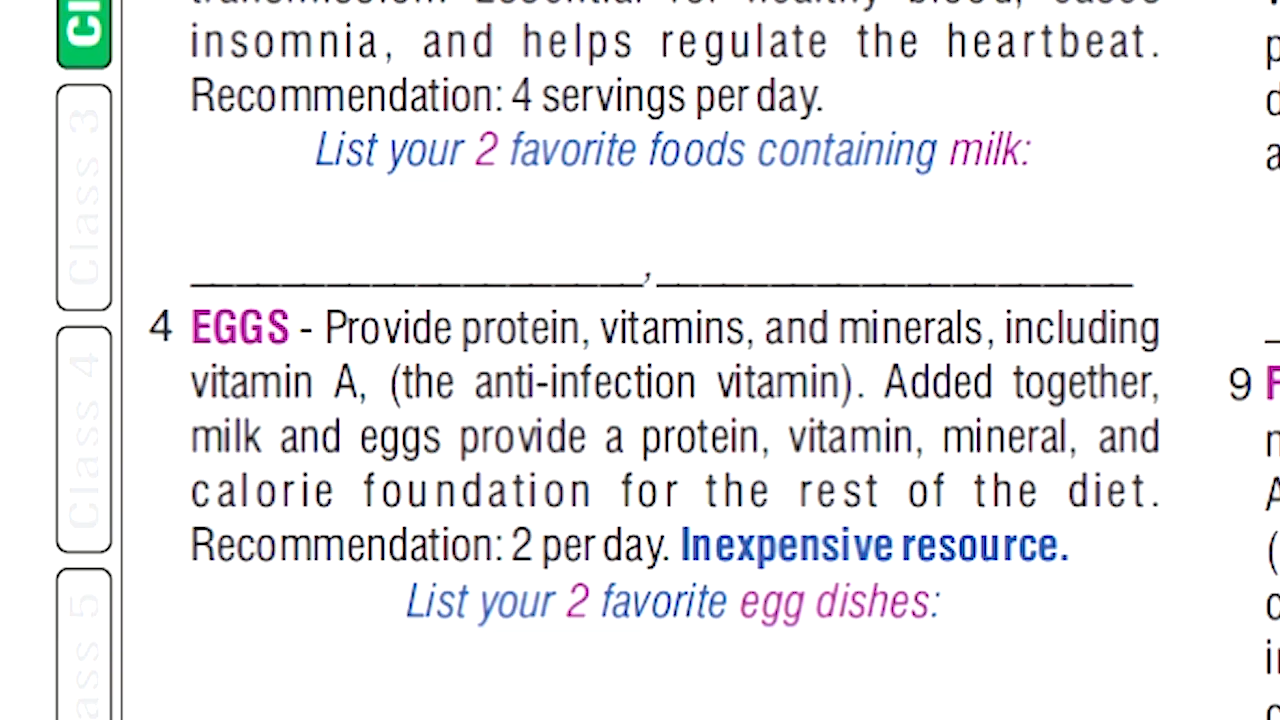 insomnia, and helps regulate the heartbeat.
Recommendation: 4 servings per day.
List your 2 favorite foods containing milk:
______________________________,______________________________
4 EGGS - Provide protein, vitamins, and minerals, including
vitamin A, (the anti-infection vitamin). Added together,
milk and eggs provide a protein, vitamin, mineral, and
calorie foundation for the rest of the diet.
Recommendation: 2 per day. Inexpensive resource.
List your 2 favorite egg dishes:
Class 3
Class 4
9